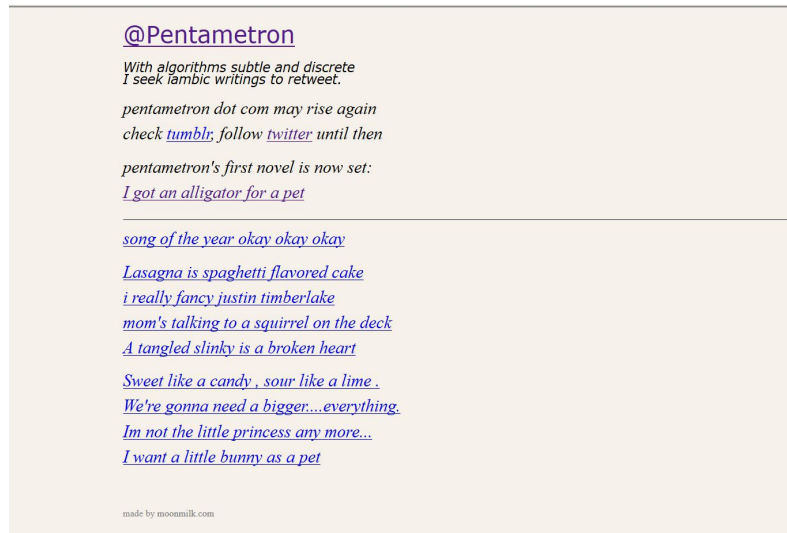 @Pentametron
With algorithms subtle and discrete
I seek iambic writings to retweet.
pentametron dot com may rise again
check tumblr, follow twitter until then
pentametron's first novel is now set:
I got an alligator for a pet
song of the year okay okay okay
Lasagna is spaghetti flavored cake
i really fancy justin timberlake
mom's talking to a squirrel on the deck
A tangled slinky is a broken heart
Sweet like a candy , sour like a lime .
We're gonna need a bigger....everything.
Im not the little princess any more...
I want a little bunny as a pet
made by moonmilk.com